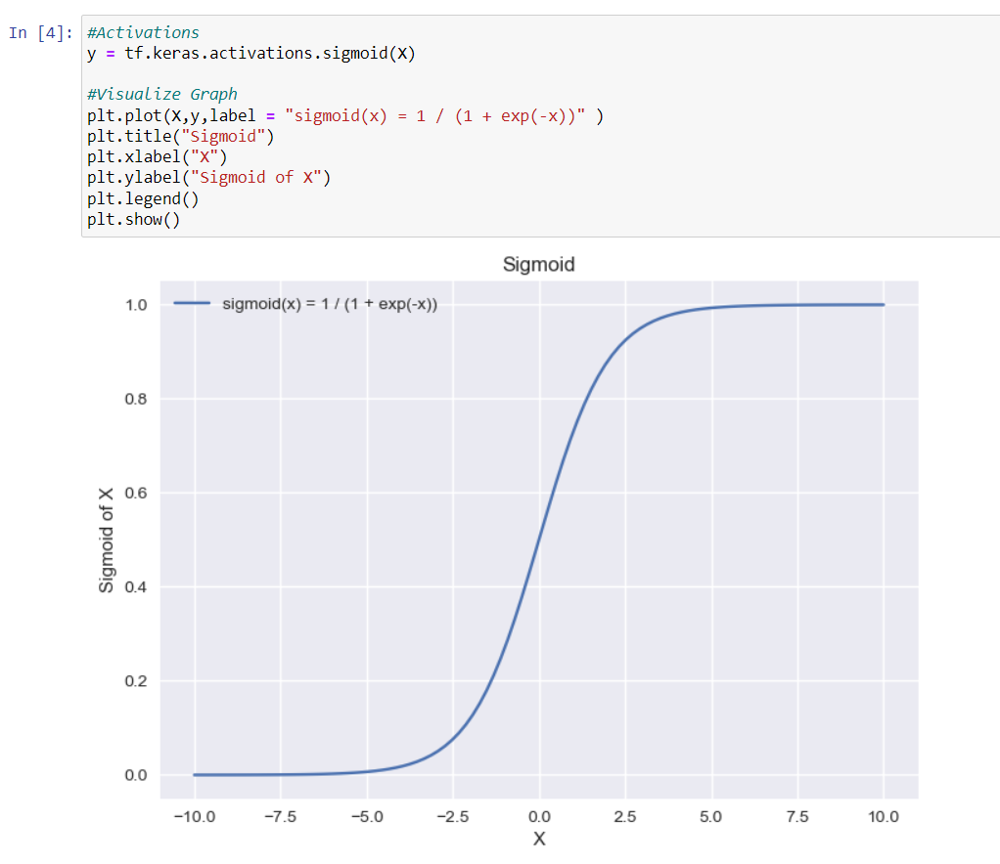 In [4]: #Activations
y = tf.keras.activations.sigmoid(X)
#Visualize Graph
plt.plot(X,y,label = "sigmoid(x) = 1 / (1 + exp(-x))" )
plt.title("Sigmoid")
plt.xlabel("X")
plt.ylabel("Sigmoid of X")
plt.legend()
plt.show()
Sigmoid
sigmoid(x) = 1 / (1 + exp(-x))
1.0
0.8
0.6
0.4
0.2
0.0
Sigmoid of X
−10.0 −7.5 −5.0 −2.5 0.0 2.5 5.0 7.5 10.0
X